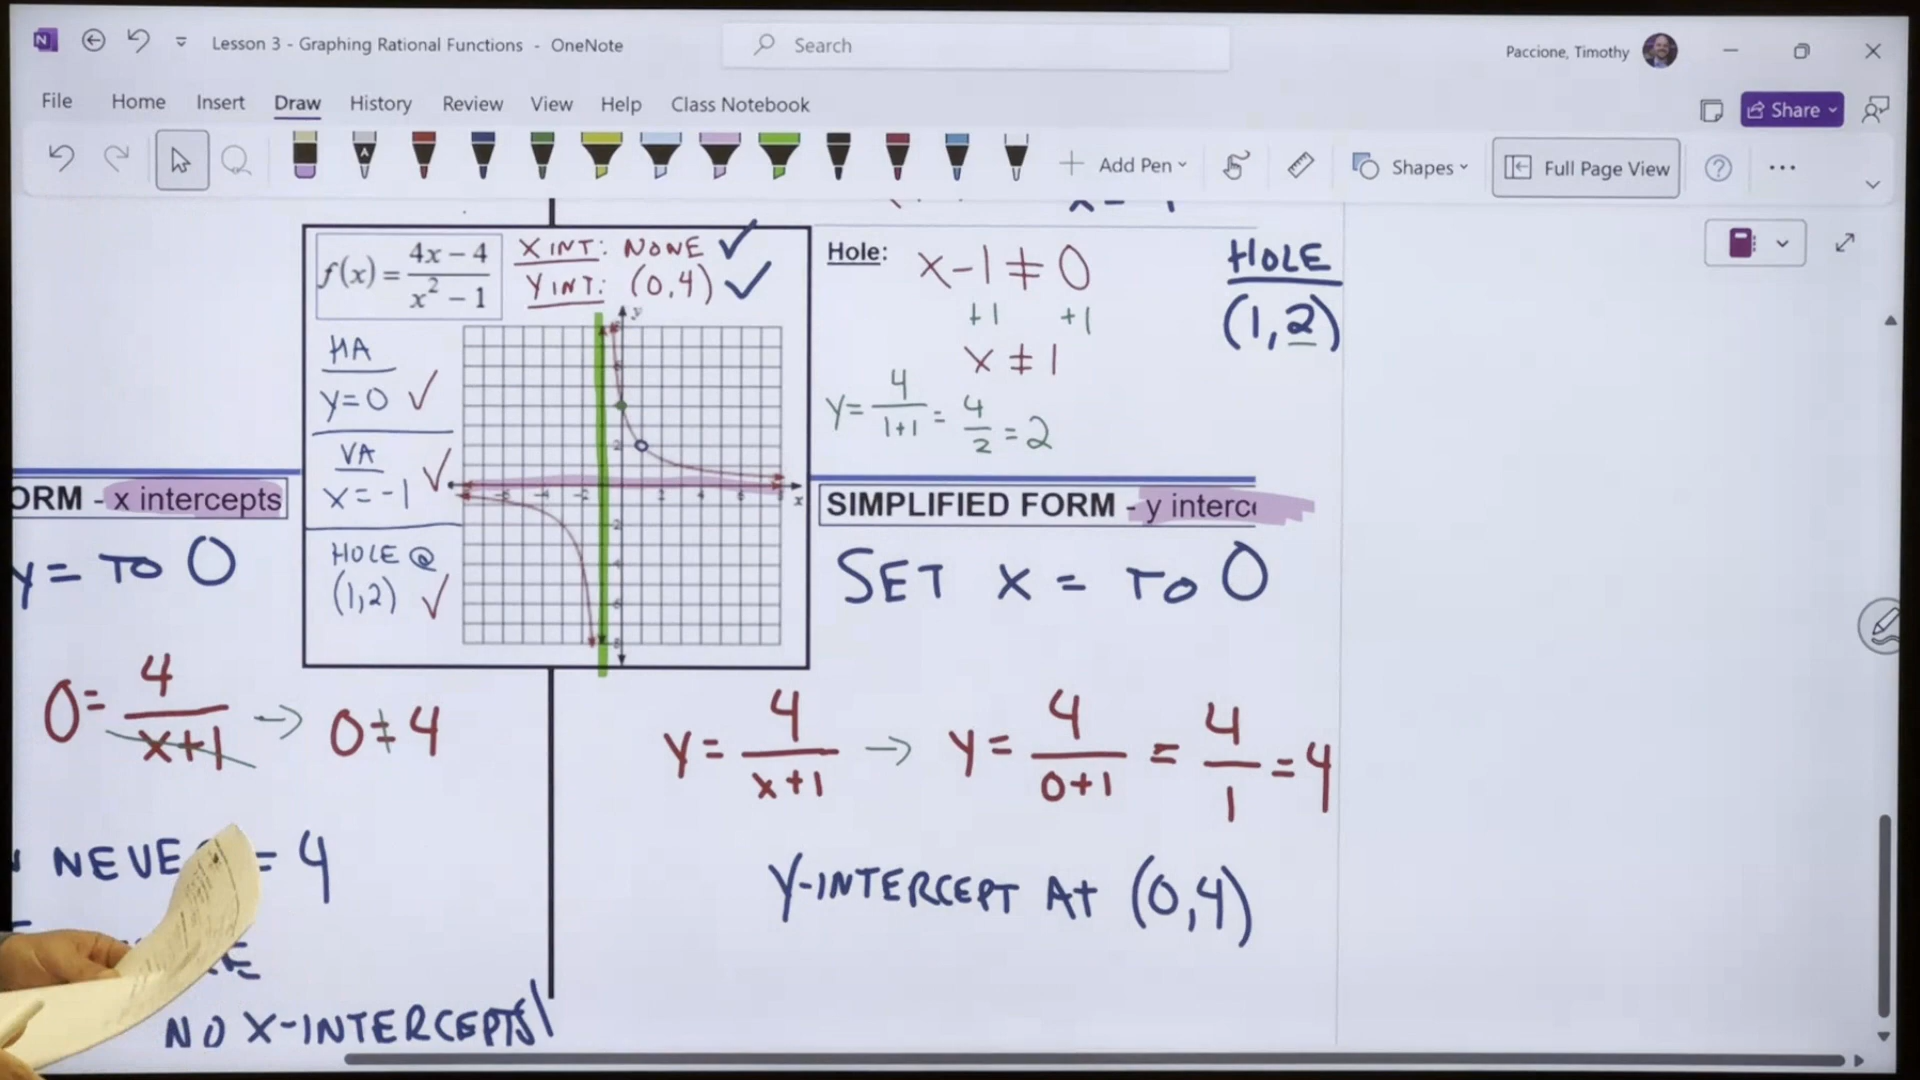 Lesson 3 - Graphing Rational Functions - OneNote
Search
Paccione, Timothy
File Home Insert Draw History Review View Help Class Notebook
Share
Add Pen
Shapes
Full Page View
f(x) = (4x - 4)/(x² - 1)
X INT: NONE ✓
Y INT: (0,4) ✓
HA
y=0 ✓
VA
x=-1 ✓
HOLE @
(1,2) ✓
y
x
Hole: x-1≠0
+1 +1
x ≠ 1
y= 4/(1+1) = 4/2 = 2
HOLE
(1,2)
ORM - x intercepts
y= TO 0
0= 4/(x+1) → 0≠4
= 4
NO X-INTERCEPTS
SIMPLIFIED FORM - y interc
SET X = TO 0
y= 4/(x+1) → y= 4/(0+1) = 4/1 = 4
Y-INTERCEPT AT (0,4)